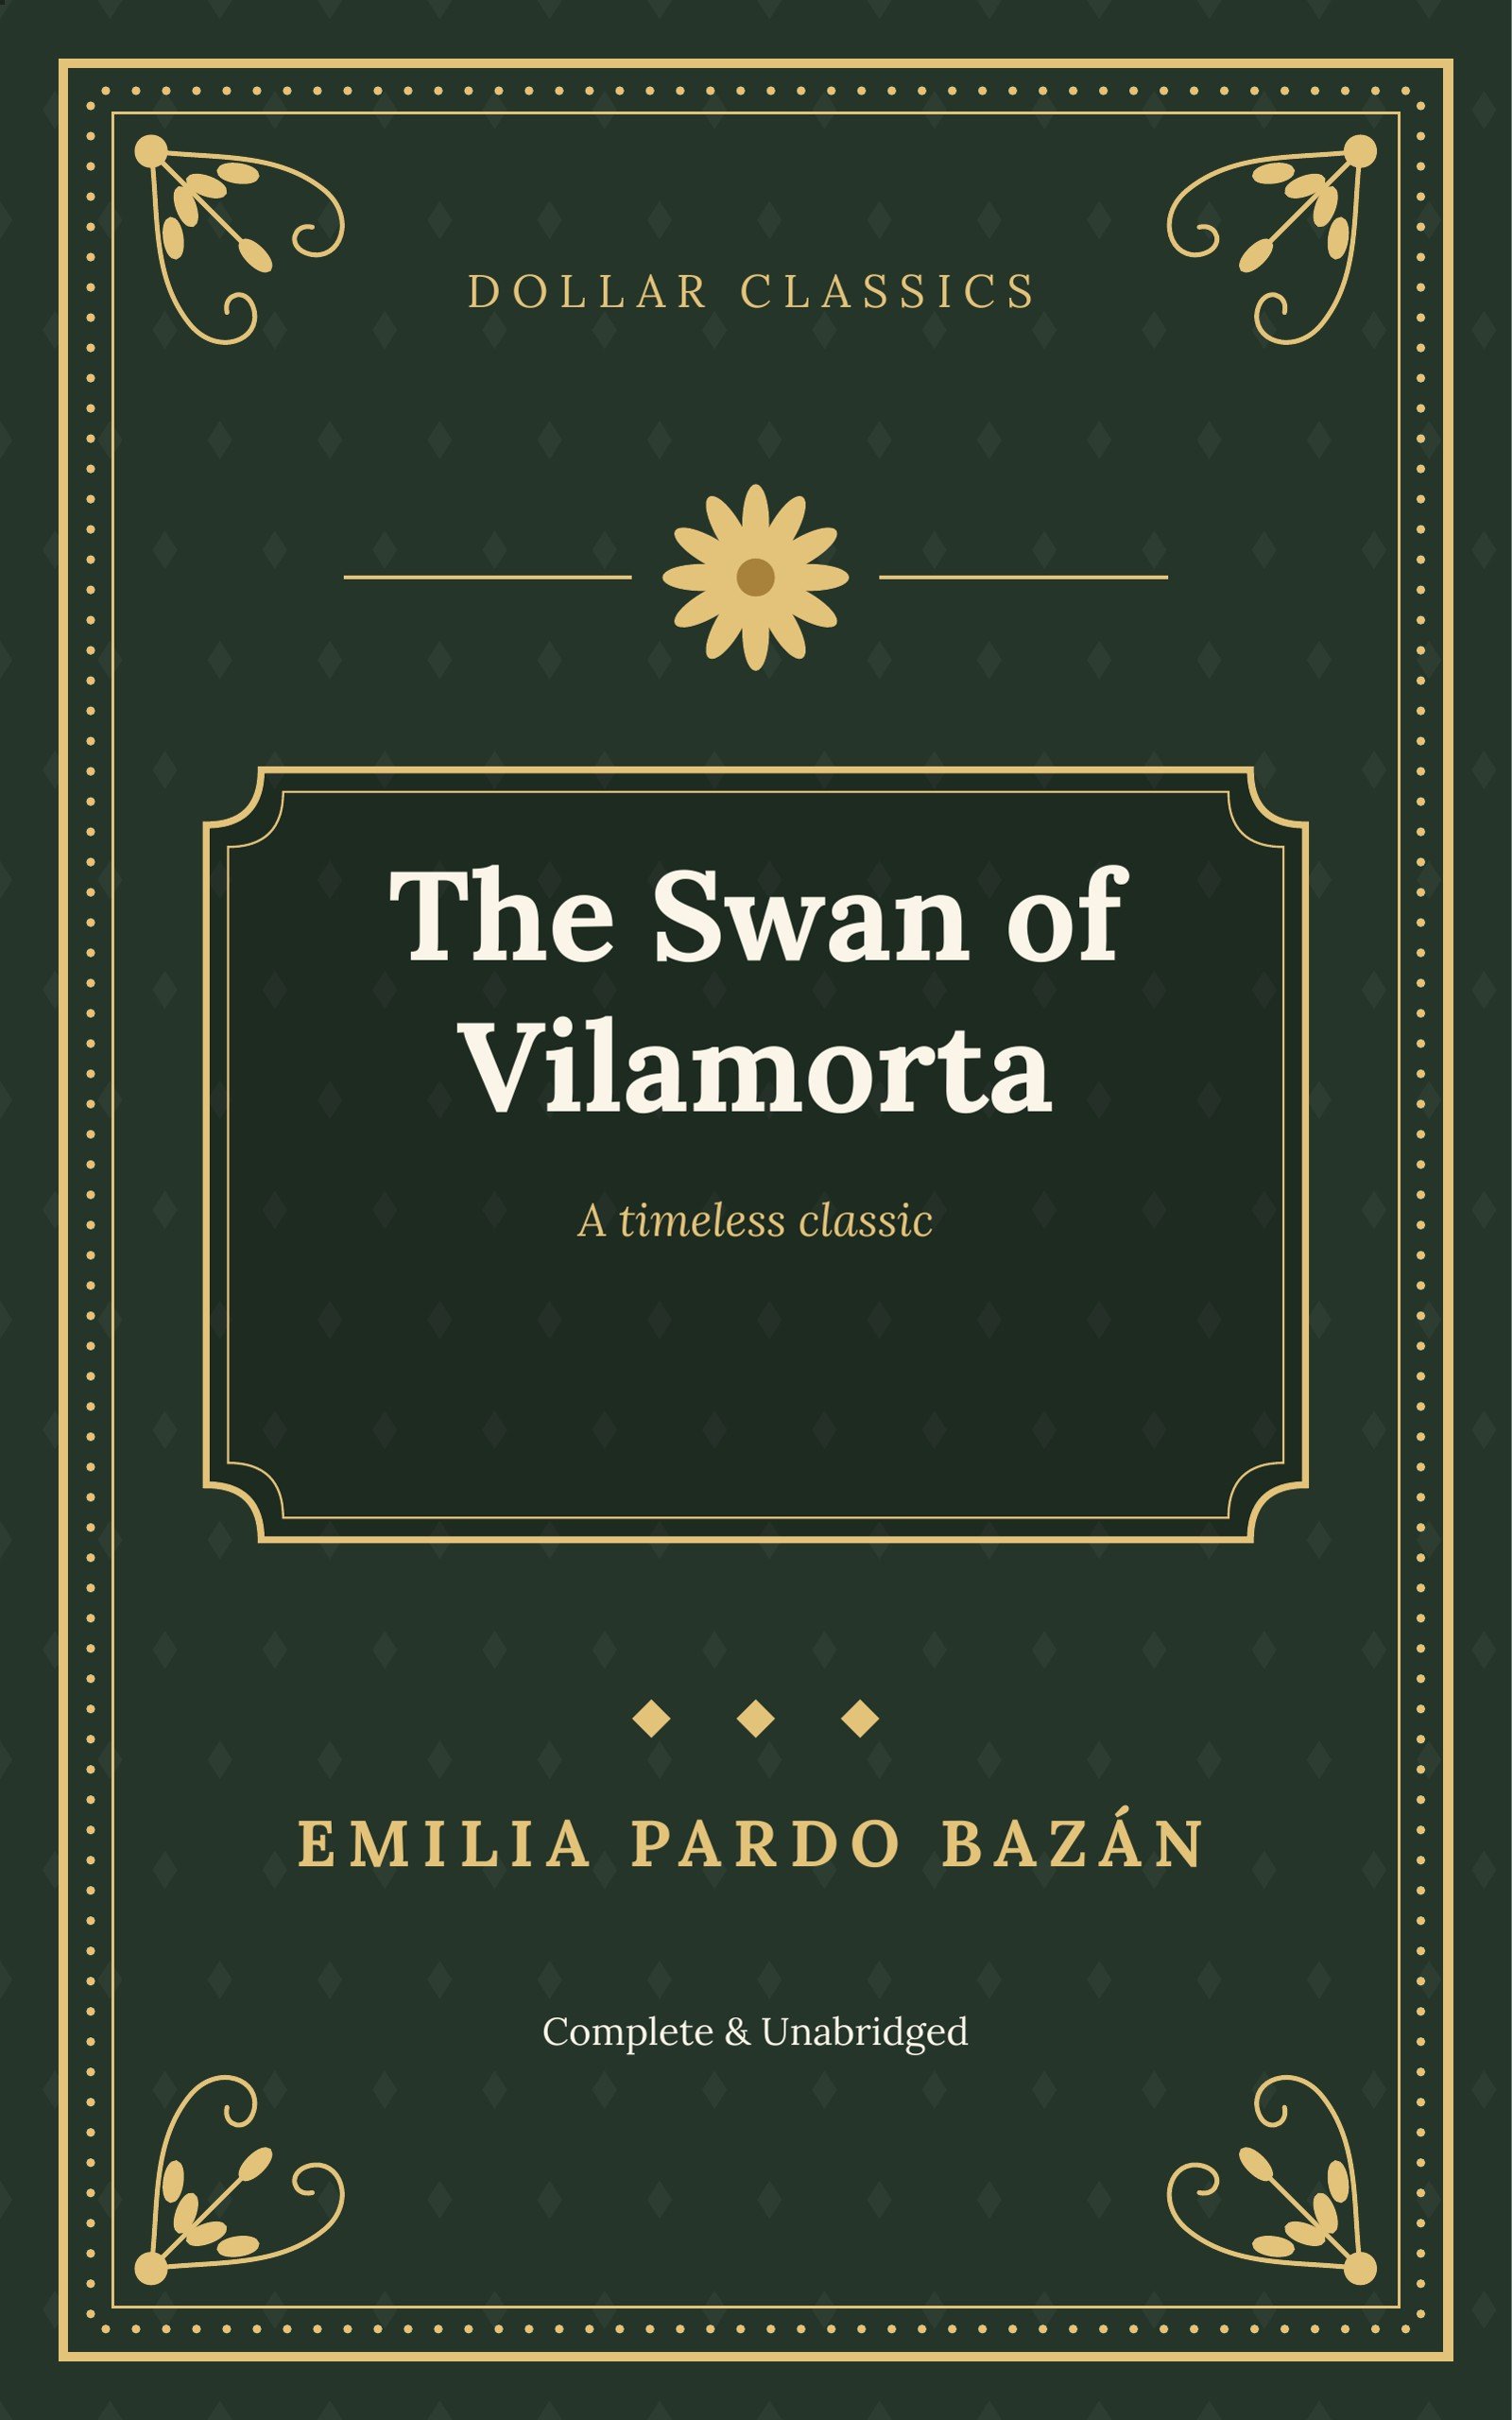 DOLLAR CLASSICS
The Swan of
Vilamorta
A timeless classic
EMILIA PARDO BAZÁN
Complete & Unabridged